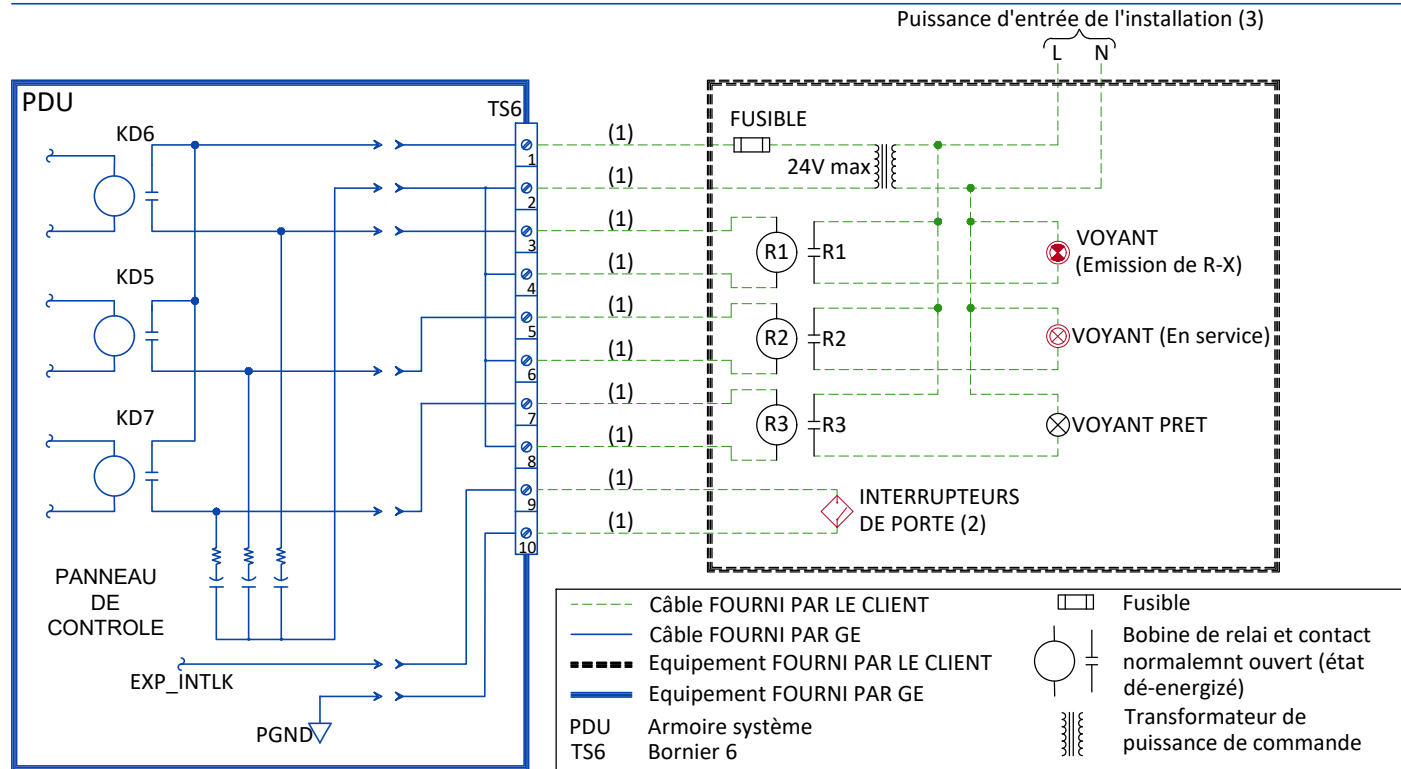 Puissance d'entrée de l'installation (3)
L N
PDU
TS6
KD6
KD5
KD7
PANNEAU
DE
CONTROLE
EXP_INTLK
PGND
1
2
3
4
5
6
7
8
9
10
(1)
(1)
(1)
(1)
(1)
(1)
(1)
(1)
(1)
(1)
FUSIBLE
24V max
R1 R1
VOYANT
(Emission de R-X)
R2 R2
VOYANT (En service)
R3 R3
VOYANT PRET
INTERRUPTEURS
DE PORTE (2)
Câble FOURNI PAR LE CLIENT
Câble FOURNI PAR GE
Equipement FOURNI PAR LE CLIENT
Equipement FOURNI PAR GE
PDU Armoire système
TS6 Bornier 6
Fusible
Bobine de relai et contact
normalemnt ouvert (état
dé-energizé)
Transformateur de
puissance de commande